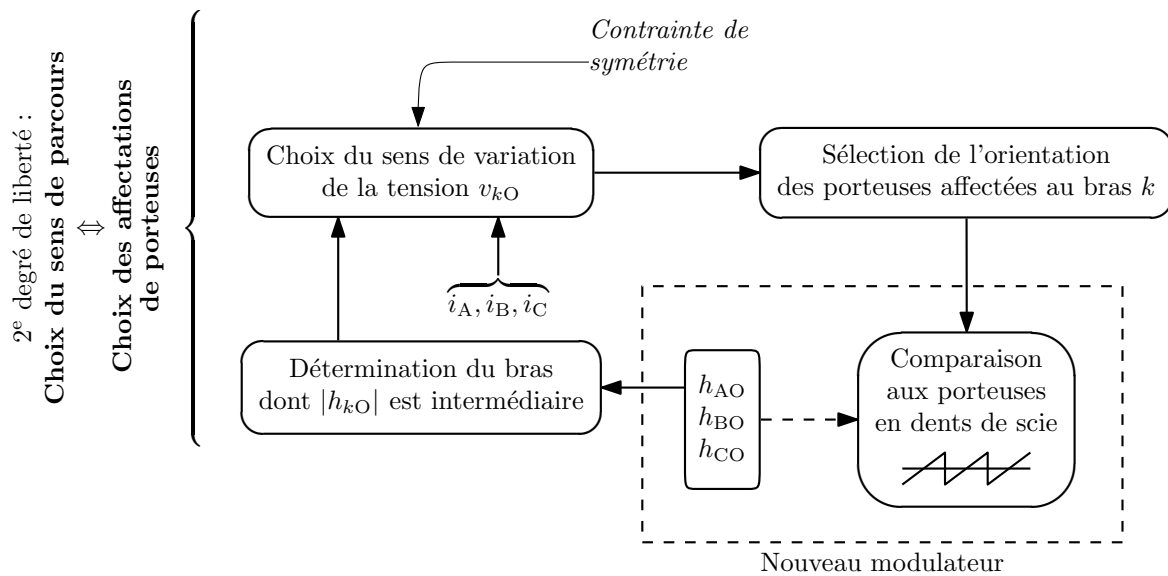 2e degré de liberté :
Choix du sens de parcours
⇕
Choix des affectations
de porteuses
Contrainte de
symétrie
Choix du sens de variation
de la tension vkO
Sélection de l'orientation
des porteuses affectées au bras k
iA, iB, iC
Détermination du bras
dont |hkO| est intermédiaire
hAO
hBO
hCO
Comparaison
aux porteuses
en dents de scie
Nouveau modulateur